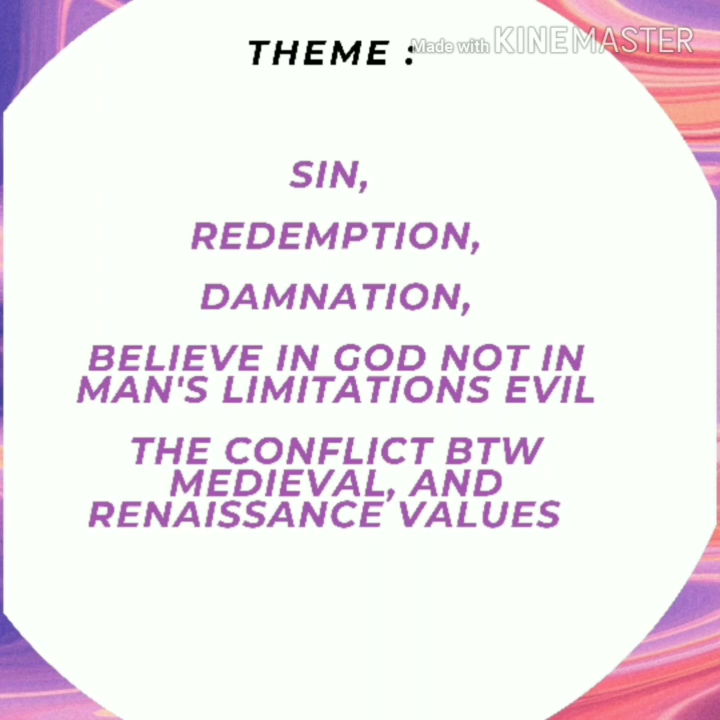 THEME :
Made with KINEMASTER
SIN,
REDEMPTION,
DAMNATION,
BELIEVE IN GOD NOT IN
MAN'S LIMITATIONS EVIL
THE CONFLICT BTW
MEDIEVAL, AND
RENAISSANCE VALUES